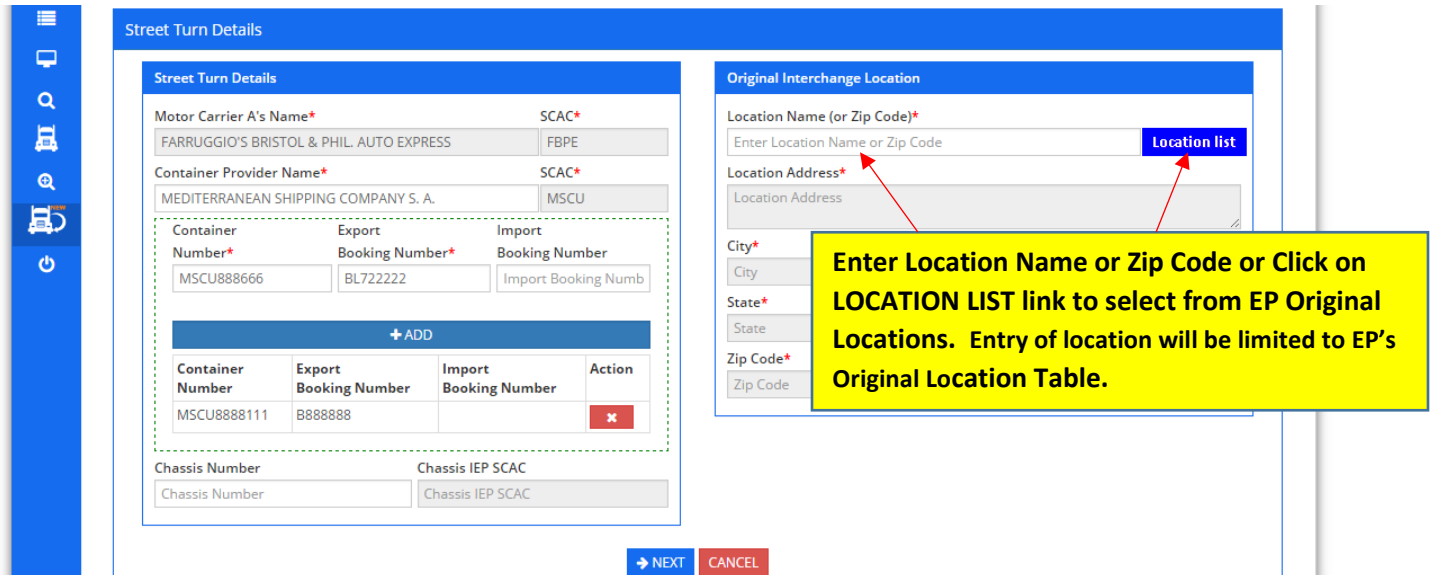 NEW
Street Turn Details
Street Turn Details
Motor Carrier A's Name* SCAC*
FARRUGGIO'S BRISTOL & PHIL. AUTO EXPRESS FBPE
Container Provider Name* SCAC*
MEDITERRANEAN SHIPPING COMPANY S. A. MSCU
Container Export Import
Number* Booking Number* Booking Number
MSCU888666 BL722222 Import Booking Numb
+ ADD
Container Export Import Action
Number Booking Number Booking Number
MSCU8888111 B888888
Chassis Number Chassis IEP SCAC
Chassis Number Chassis IEP SCAC
Original Interchange Location
Location Name (or Zip Code)*
Enter Location Name or Zip Code Location list
Location Address*
Location Address
City*
City
State*
State
Zip Code*
Zip Code
Enter Location Name or Zip Code or Click on
LOCATION LIST link to select from EP Original
Locations. Entry of location will be limited to EP's
Original Location Table.
NEXT CANCEL